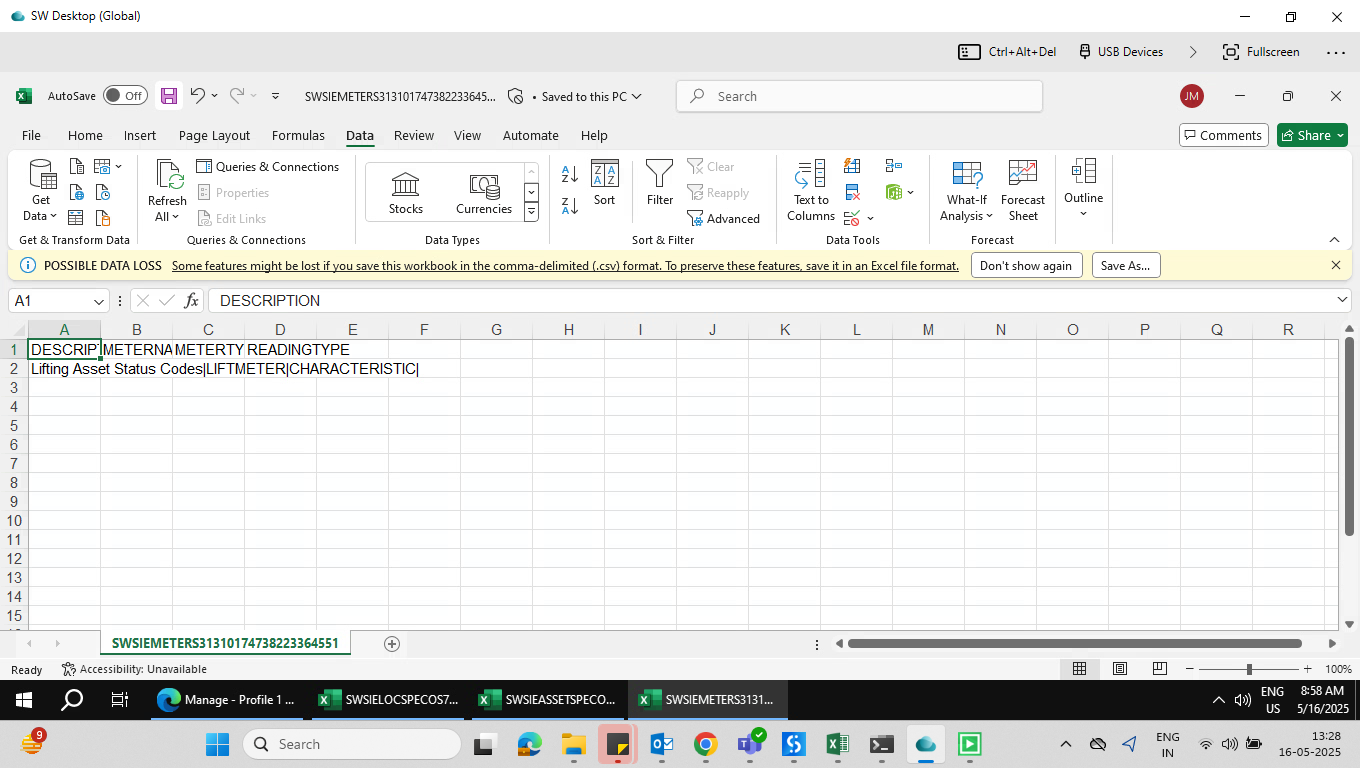 SW Desktop (Global)
Ctrl+Alt+Del USB Devices Fullscreen
AutoSave Off SWSIEMETERS313101747382233645... • Saved to this PC Search JM
File Home Insert Page Layout Formulas Data Review View Automate Help Comments Share
Get Data Refresh All Queries & Connections Properties Edit Links Stocks Currencies Sort Filter Clear Reapply Advanced Text to Columns What-If Analysis Forecast Sheet Outline
Get & Transform Data Queries & Connections Data Types Sort & Filter Data Tools Forecast
POSSIBLE DATA LOSS Some features might be lost if you save this workbook in the comma-delimited (.csv) format. To preserve these features, save it in an Excel file format. Don't show again Save As...
A1 fx DESCRIPTION
A B C D E F G H I J K L M N O P Q R
1 DESCRIPT METERNA METERTY READINGTYPE
2 Lifting Asset Status Codes|LIFTMETER|CHARACTERISTIC|
3
4
5
6
7
8
9
10
11
12
13
14
15
SWSIEMETERS31310174738223364551
Ready Accessibility: Unavailable 100%
Manage - Profile 1 ... SWSIELOCSPECOS7... SWSIEASSETSPECO... SWSIEMETERS3131... ENG US 8:58 AM 5/16/2025
9 Search ENG IN 13:28 16-05-2025